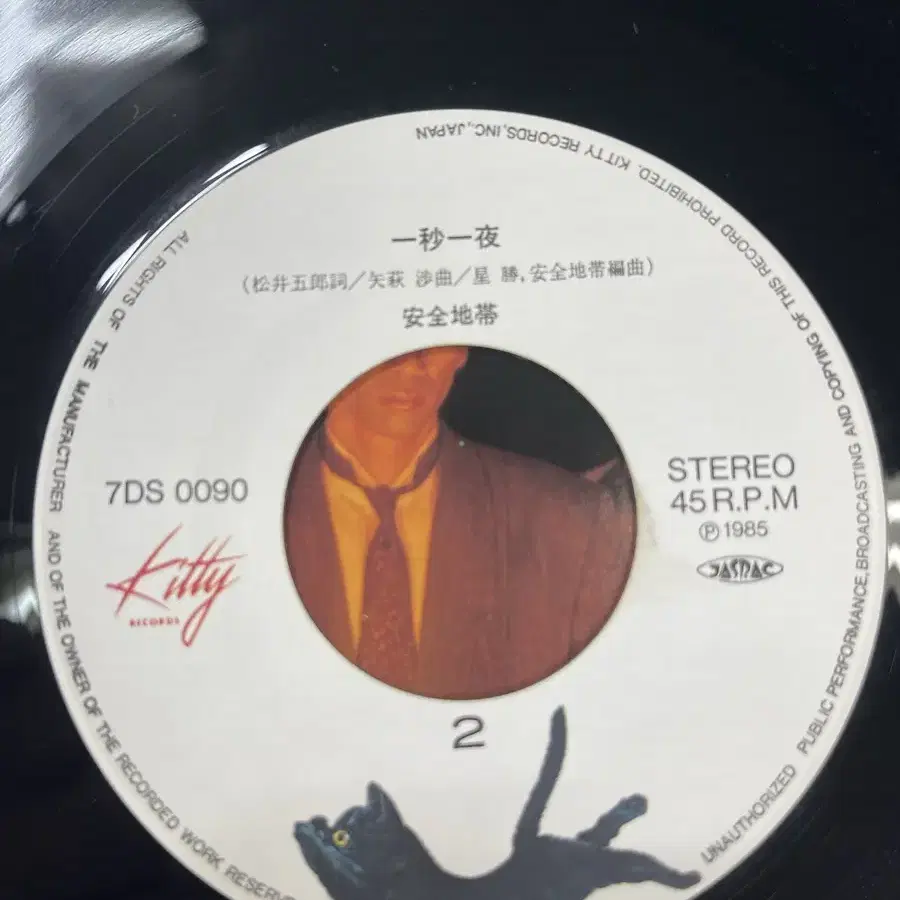 一秒一夜
(松井五郎詞/矢萩 渉曲/星 勝,安全地帯編曲)
安全地帯
7DS 0090
Kitty
RECORDS
STEREO
45 R.P.M
Ⓟ1985
JASRAC
2
ALL RIGHTS OF THE MANUFACTURER AND OF THE OWNER OF THE RECORDED WORK RESERVE
UNAUTHORIZED PUBLIC PERFORMANCE, BROADCASTING AND COPYING OF THIS RECORD PROHIBITED. KITTY RECORDS, INC., JAPAN